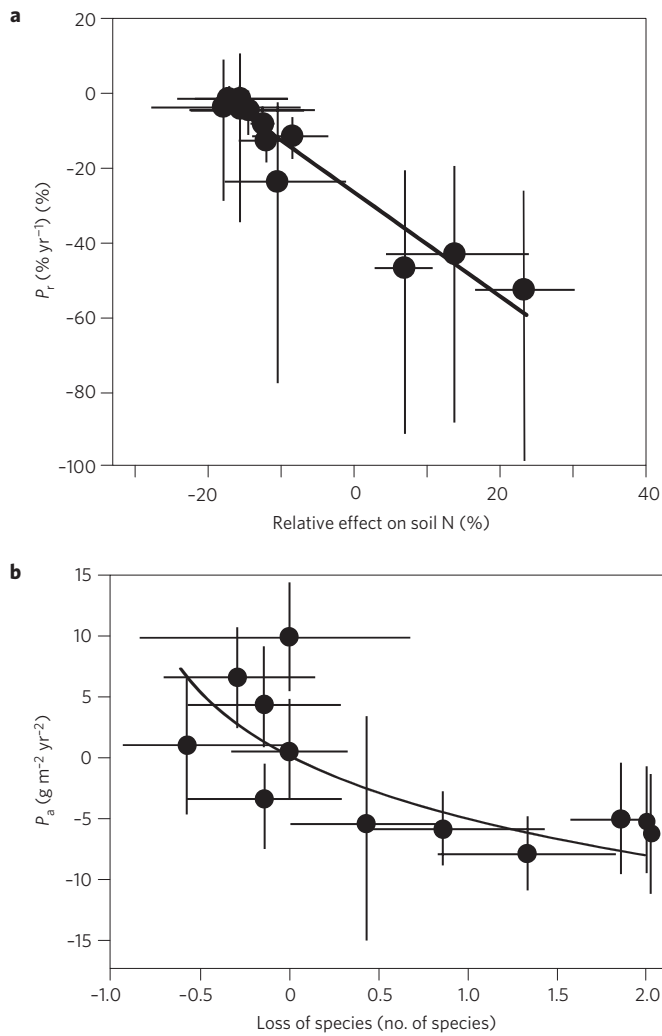 a
20
0
-20
-40
-60
-80
-100
P_r (% yr⁻¹) (%)
-20 0 20 40
Relative effect on soil N (%)
b
15
10
5
0
-5
-10
-15
P_a (g m⁻² yr⁻²)
-1.0 -0.5 0 0.5 1.0 1.5 2.0
Loss of species (no. of species)